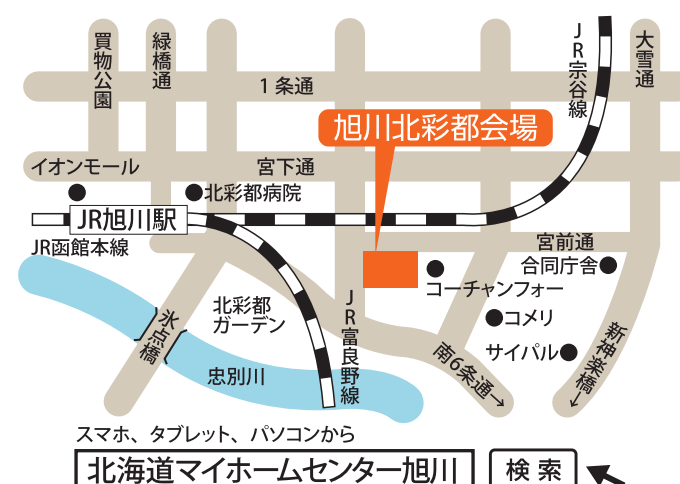 買物公園
緑橋通
JR宗谷線
大雪通
1条通
旭川北彩都会場
イオンモール
宮下通
北彩都病院
JR旭川駅
JR函館本線
宮前通
合同庁舎
コーチャンフォー
氷点橋
北彩都
ガーデン
JR富良野線
コメリ
新神楽橋→
南6条通→
サイパル
忠別川
スマホ、タブレット、パソコンから
北海道マイホームセンター旭川
検索